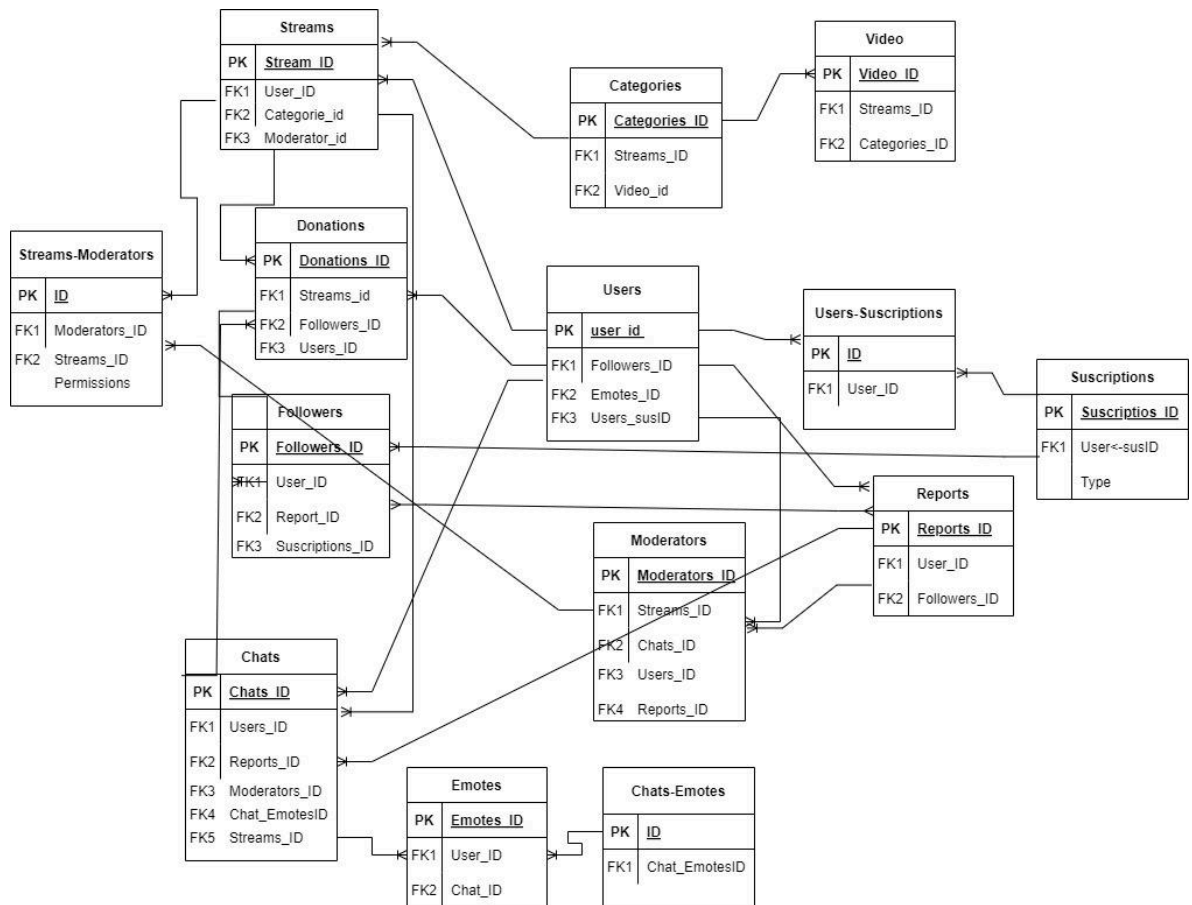 Streams
PK Stream_ID
FK1 User_ID
FK2 Categorie_id
FK3 Moderator_id
Video
PK Video_ID
FK1 Streams_ID
FK2 Categories_ID
Categories
PK Categories_ID
FK1 Streams_ID
FK2 Video_id
Streams-Moderators
PK ID
FK1 Moderators_ID
FK2 Streams_ID
Permissions
Donations
PK Donations_ID
FK1 Streams_id
FK2 Followers_ID
FK3 Users_ID
Users
PK user_id
FK1 Followers_ID
FK2 Emotes_ID
FK3 Users_susID
Users-Suscriptions
PK ID
FK1 User_ID
Suscriptions
PK Suscriptios_ID
FK1 User<-susID
Type
Followers
PK Followers_ID
FK1 User_ID
FK2 Report_ID
FK3 Suscriptions_ID
Reports
PK Reports_ID
FK1 User_ID
FK2 Followers_ID
Moderators
PK Moderators_ID
FK1 Streams_ID
FK2 Chats_ID
FK3 Users_ID
FK4 Reports_ID
Chats
PK Chats_ID
FK1 Users_ID
FK2 Reports_ID
FK3 Moderators_ID
FK4 Chat_EmotesID
FK5 Streams_ID
Emotes
PK Emotes_ID
FK1 User_ID
FK2 Chat_ID
Chats-Emotes
PK ID
FK1 Chat_EmotesID